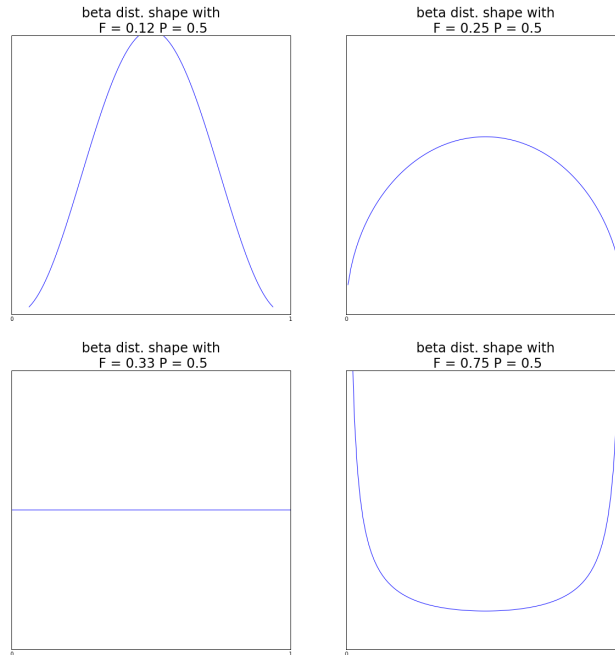 beta dist. shape with
F = 0.12 P = 0.5
beta dist. shape with
F = 0.25 P = 0.5
0
1
0
beta dist. shape with
F = 0.33 P = 0.5
beta dist. shape with
F = 0.75 P = 0.5
0
1
0